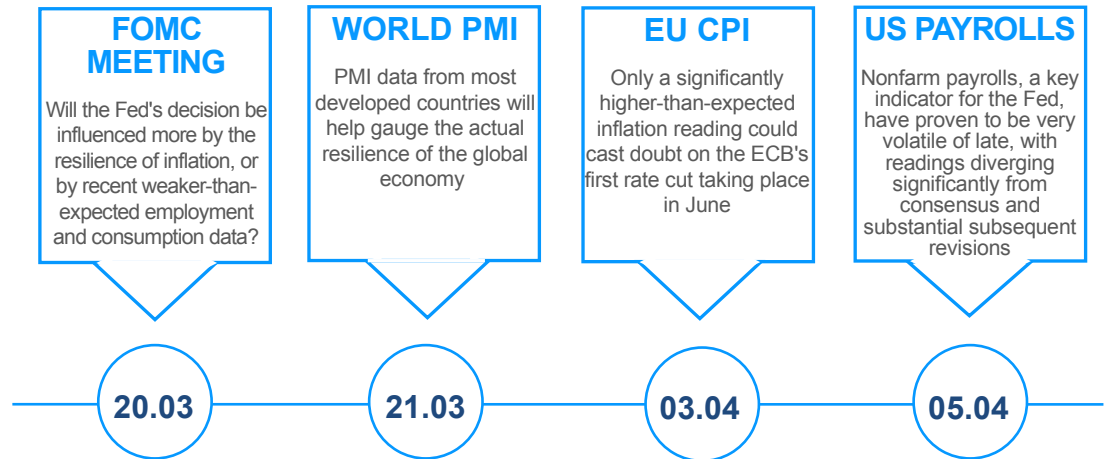 FOMC
MEETING
Will the Fed's decision be
influenced more by the
resilience of inflation, or
by recent weaker-than-
expected employment
and consumption data?
20.03
WORLD PMI
PMI data from most
developed countries will
help gauge the actual
resilience of the global
economy
21.03
EU CPI
Only a significantly
higher-than-expected
inflation reading could
cast doubt on the ECB's
first rate cut taking place
in June
03.04
US PAYROLLS
Nonfarm payrolls, a key
indicator for the Fed,
have proven to be very
volatile of late, with
readings diverging
significantly from
consensus and
substantial subsequent
revisions
05.04